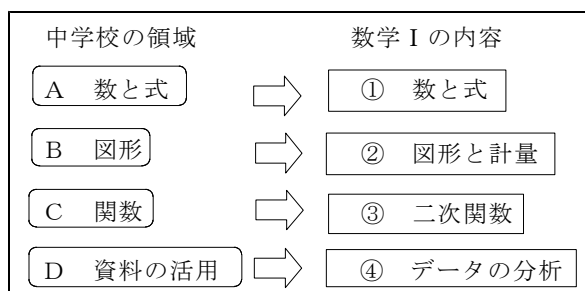 中学校の領域　数学Ⅰの内容
A　数と式　①　数と式
B　図形　②　図形と計量
C　関数　③　二次関数
D　資料の活用　④　データの分析